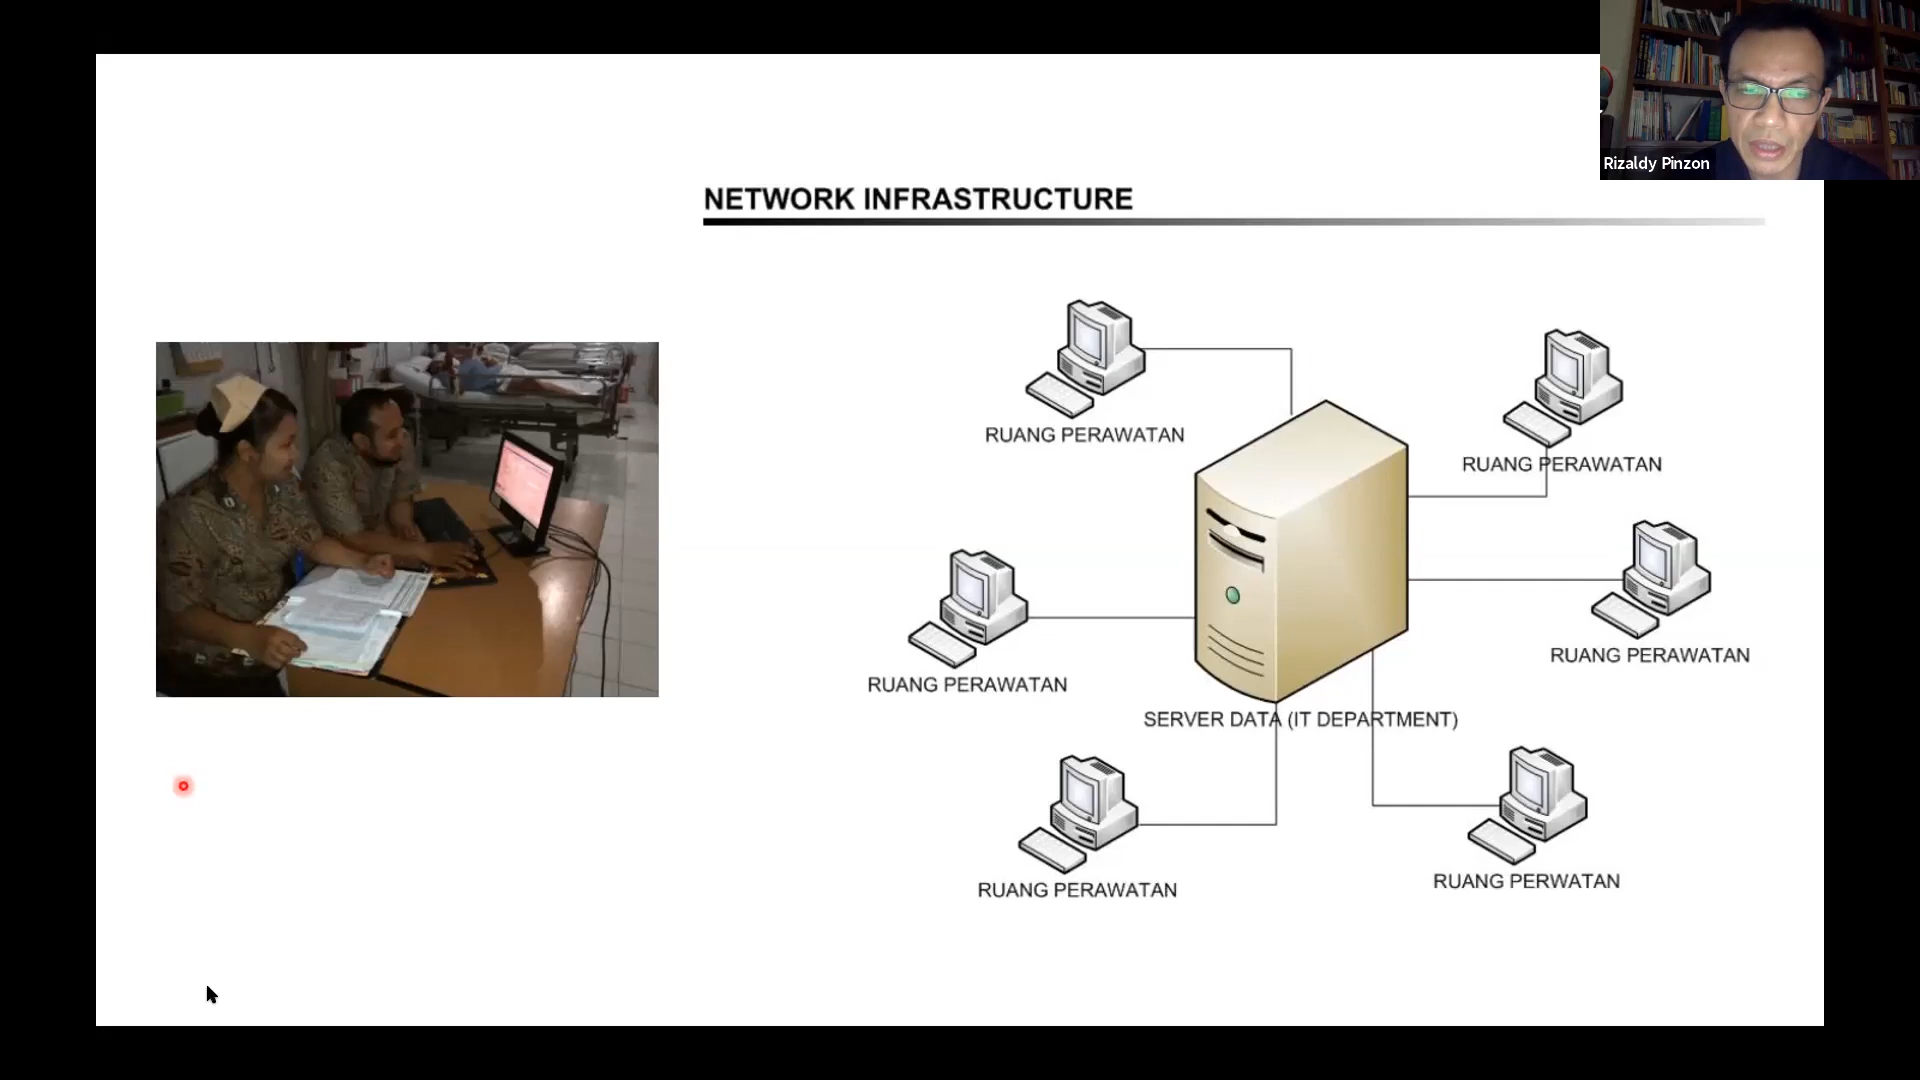 Rizaldy Pinzon
NETWORK INFRASTRUCTURE
RUANG PERAWATAN
RUANG PERAWATAN
RUANG PERAWATAN
RUANG PERAWATAN
SERVER DATA (IT DEPARTMENT)
RUANG PERAWATAN
RUANG PERWATAN